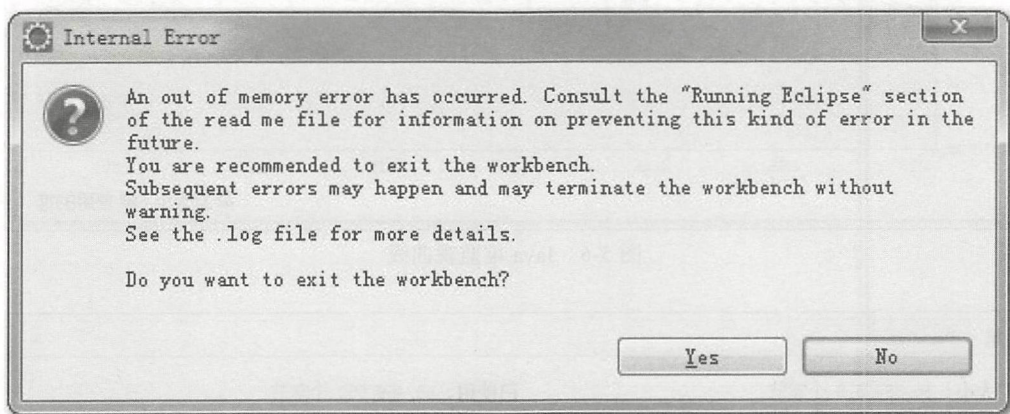 Internal Error
An out of memory error has occurred. Consult the "Running Eclipse" section
of the read me file for information on preventing this kind of error in the
future.
You are recommended to exit the workbench.
Subsequent errors may happen and may terminate the workbench without
warning.
See the .log file for more details.
Do you want to exit the workbench?
Yes
No